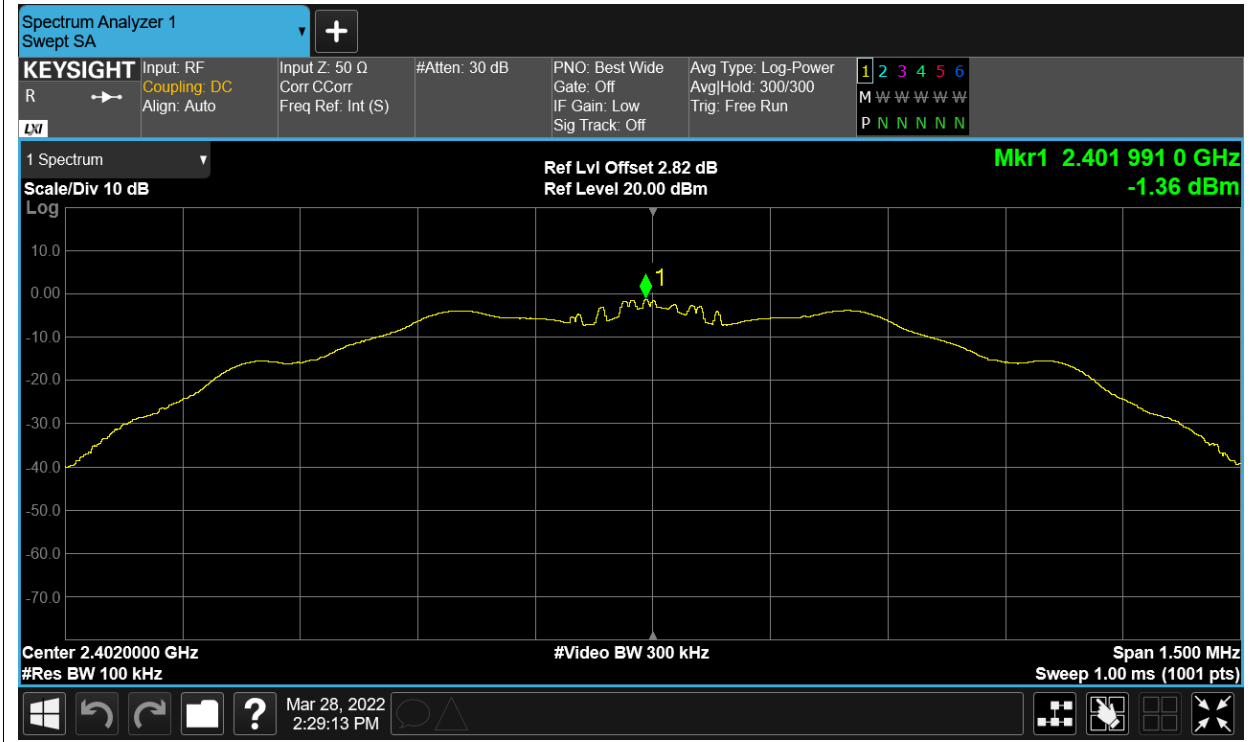 Spectrum Analyzer 1
Swept SA
KEYSIGHT
R
LXI
Input: RF
Coupling: DC
Align: Auto
Input Z: 50 Ω
Corr CCorr
Freq Ref: Int (S)
#Atten: 30 dB
PNO: Best Wide
Gate: Off
IF Gain: Low
Sig Track: Off
Avg Type: Log-Power
Avg|Hold: 300/300
Trig: Free Run
1 2 3 4 5 6
M W W W W W
P N N N N N
1 Spectrum
Scale/Div 10 dB
Log
Ref Lvl Offset 2.82 dB
Ref Level 20.00 dBm
Mkr1 2.401 991 0 GHz
-1.36 dBm
1
10.0
0.00
-10.0
-20.0
-30.0
-40.0
-50.0
-60.0
-70.0
Center 2.4020000 GHz
#Res BW 100 kHz
#Video BW 300 kHz
Span 1.500 MHz
Sweep 1.00 ms (1001 pts)
?
Mar 28, 2022
2:29:13 PM